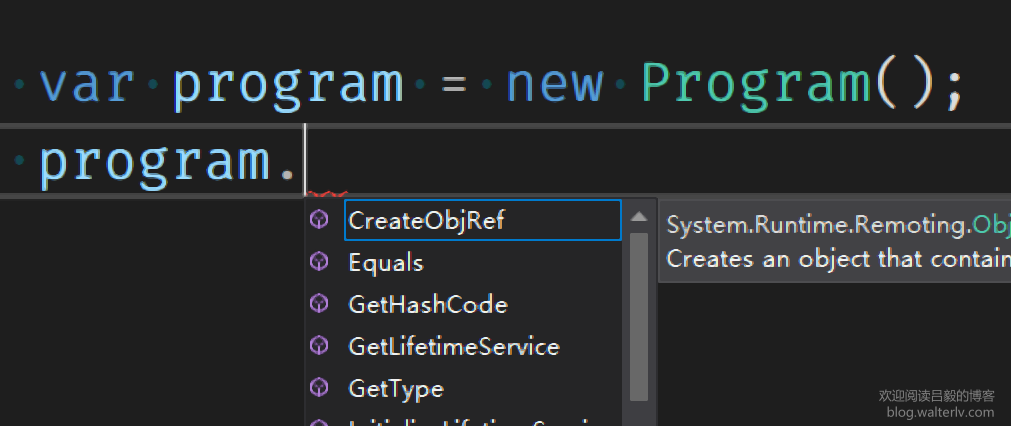 var program = new Program();
program.
CreateObjRef
System.Runtime.Remoting.Obj
Equals
Creates an object that contain
GetHashCode
GetLifetimeService
GetType
欢迎阅读吕毅的博客
blog.walterlv.com